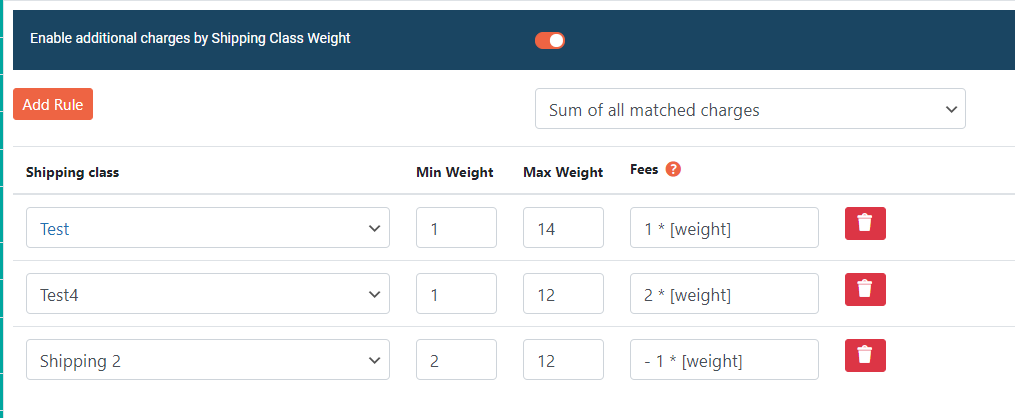 Enable additional charges by Shipping Class Weight
Add Rule
Sum of all matched charges
Shipping class Min Weight Max Weight Fees ?
Test 1 14 1 * [weight]
Test4 1 12 2 * [weight]
Shipping 2 2 12 - 1 * [weight]